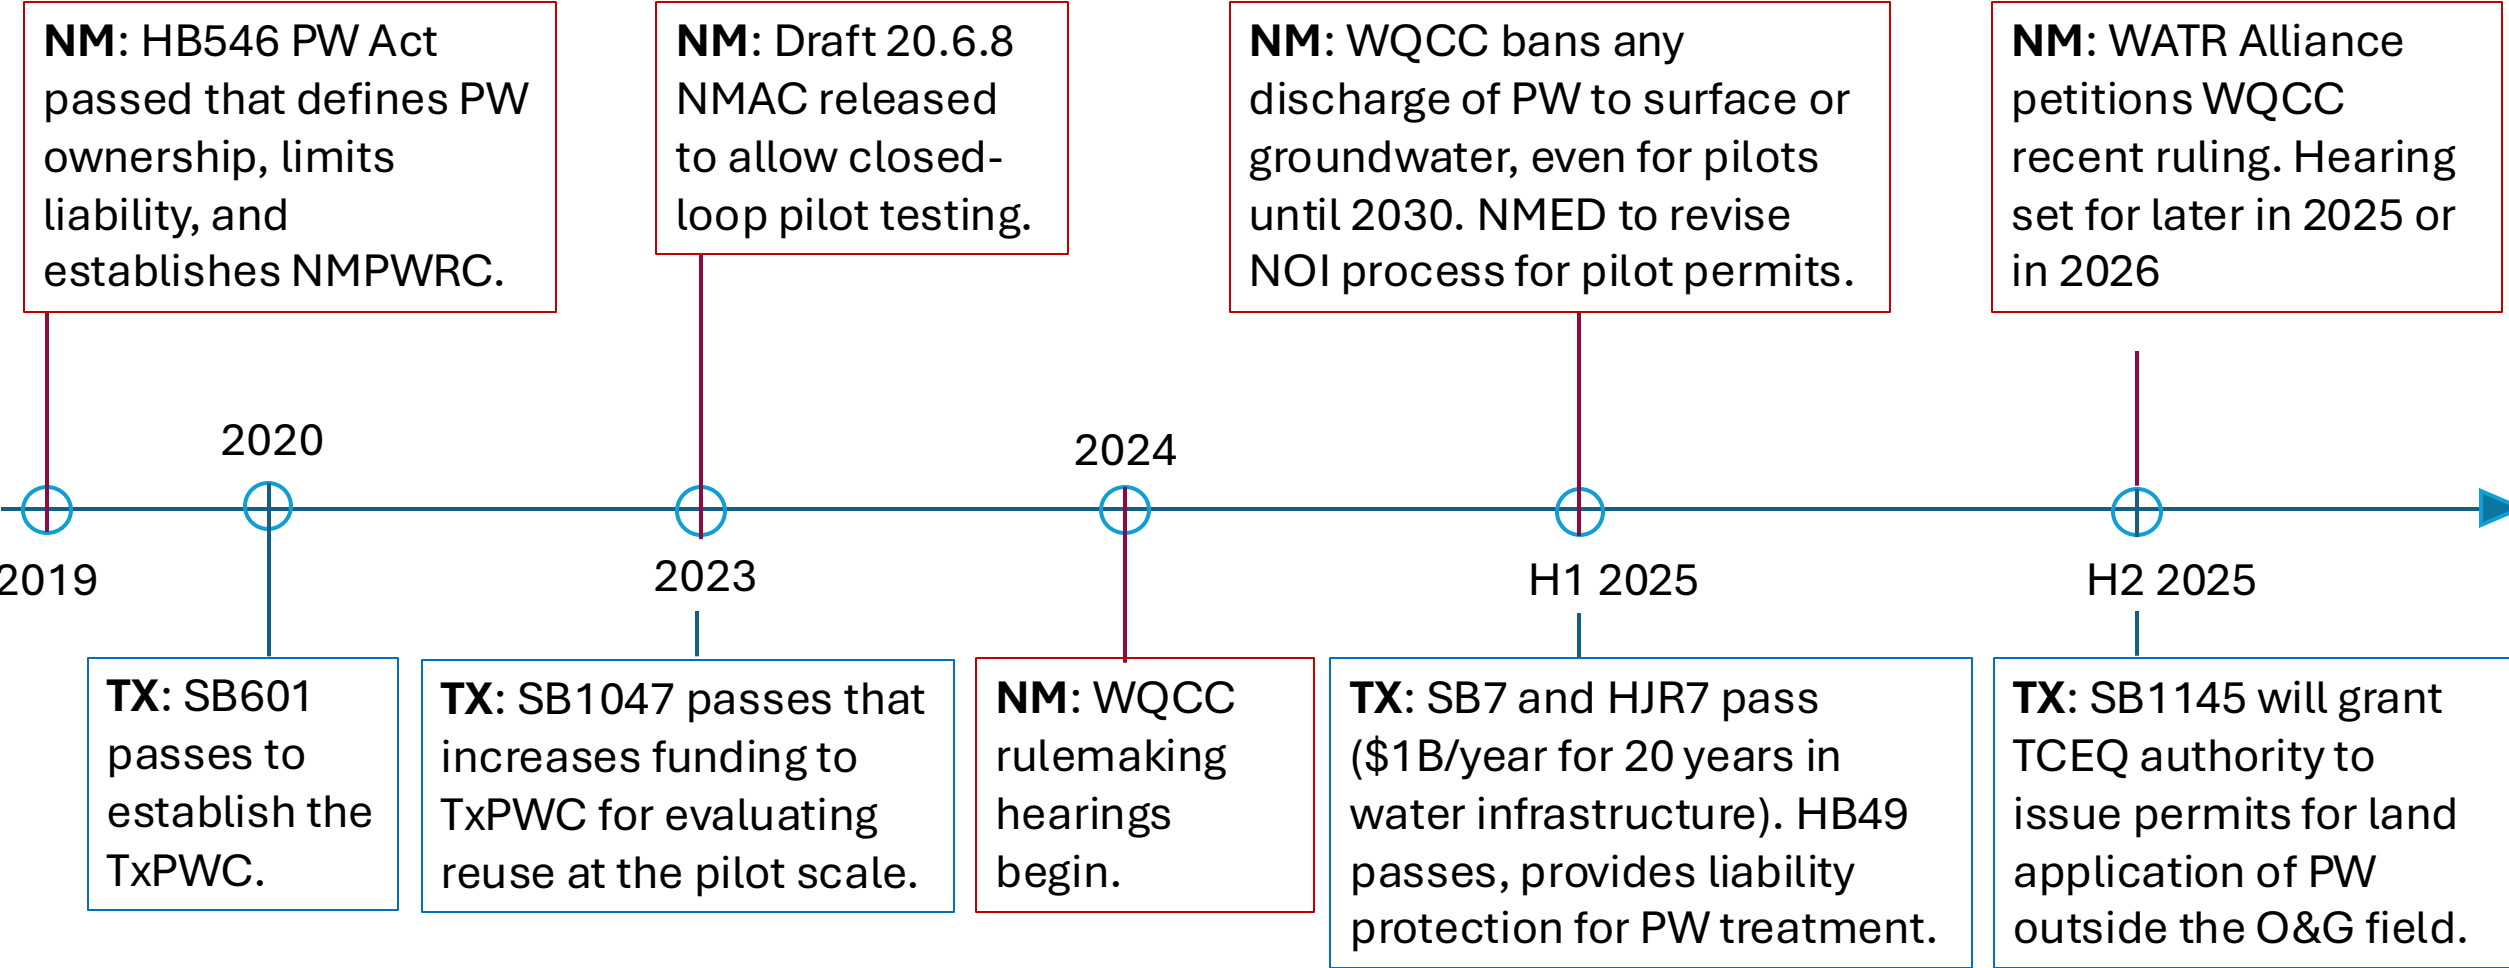 NM: HB546 PW Act
passed that defines PW
ownership, limits
liability, and
establishes NMPWRC.
NM: Draft 20.6.8
NMAC released
to allow closed-
loop pilot testing.
NM: WQCC bans any
discharge of PW to surface or
groundwater, even for pilots
until 2030. NMED to revise
NOI process for pilot permits.
NM: WATR Alliance
petitions WQCC
recent ruling. Hearing
set for later in 2025 or
in 2026
2020
2024
2019
2023
H1 2025
H2 2025
TX: SB601
passes to
establish the
TxPWC.
TX: SB1047 passes that
increases funding to
TxPWC for evaluating
reuse at the pilot scale.
NM: WQCC
rulemaking
hearings
begin.
TX: SB7 and HJR7 pass
($1B/year for 20 years in
water infrastructure). HB49
passes, provides liability
protection for PW treatment.
TX: SB1145 will grant
TCEQ authority to
issue permits for land
application of PW
outside the O&G field.